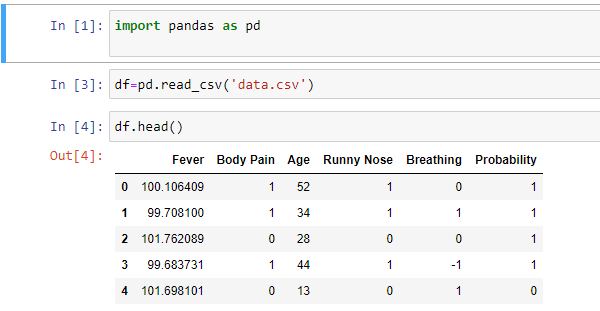 In [1]: import pandas as pd
In [3]: df=pd.read_csv('data.csv')
In [4]: df.head()
Out[4]:
Fever Body Pain Age Runny Nose Breathing Probability
0 100.106409 1 52 1 0 1
1 99.708100 1 34 1 1 1
2 101.762089 0 28 0 0 1
3 99.683731 1 44 1 -1 1
4 101.698101 0 13 0 1 0